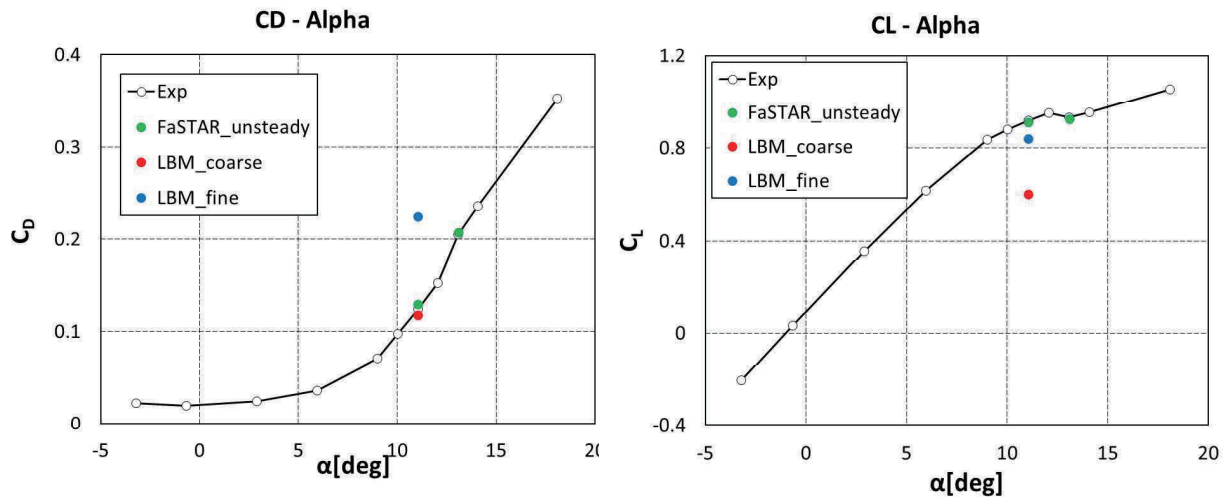 CD - Alpha
0.4
0.3
0.2
0.1
0
C_D
Exp
FaSTAR_unsteady
LBM_coarse
LBM_fine
-5
0
5
10
15
20
α[deg]
CL - Alpha
1.2
0.8
0.4
0
-0.4
C_L
Exp
FaSTAR_unsteady
LBM_coarse
LBM_fine
-5
0
5
10
15
20
α[deg]